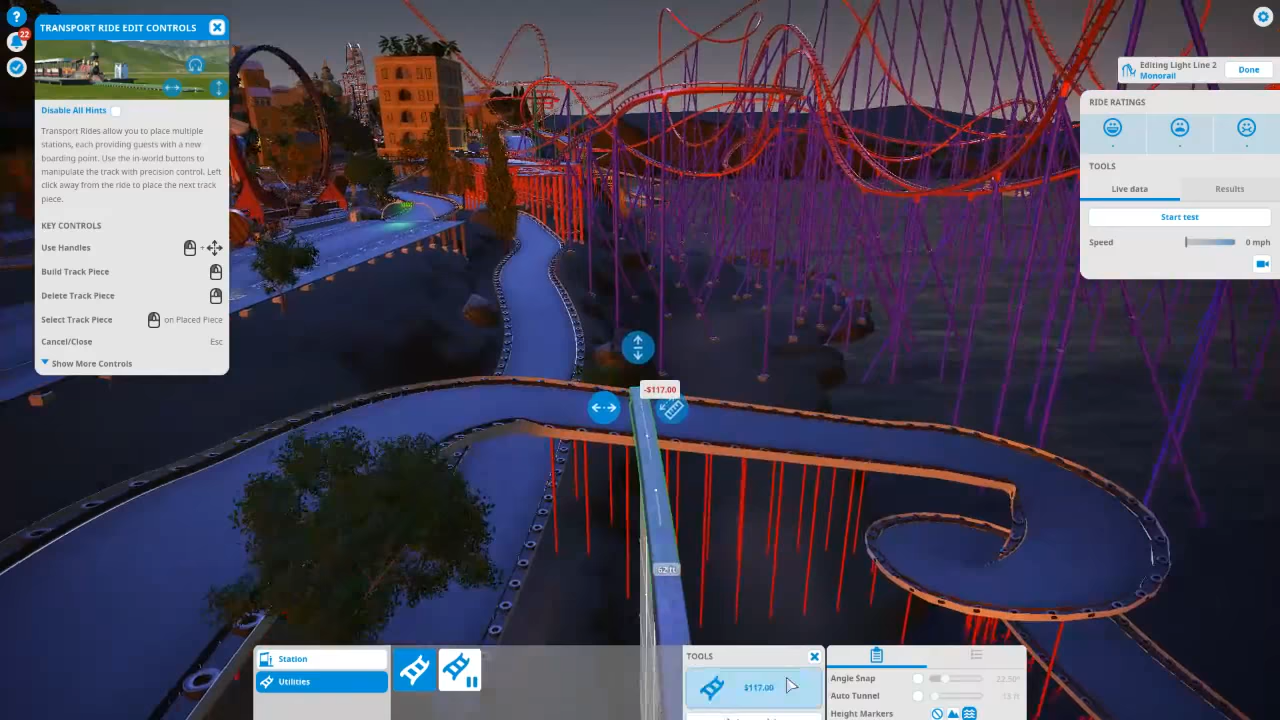 ?
22
TRANSPORT RIDE EDIT CONTROLS
Disable All Hints
Transport Rides allow you to place multiple
stations, each providing guests with a new
boarding point. Use the in-world buttons to
manipulate the track with precision control. Left
click away from the ride to place the next track
piece.
KEY CONTROLS
Use Handles
+
Build Track Piece
Delete Track Piece
Select Track Piece
on Placed Piece
Cancel/Close
Esc
Show More Controls
Editing Light Line 2
Monorail
Done
RIDE RATINGS
-
-
-
TOOLS
Live data
Results
Start test
Speed
0 mph
-$117.00
62 ft
Station
Utilities
TOOLS
$117.00
Angle Snap
22.50°
Auto Tunnel
Height Markers